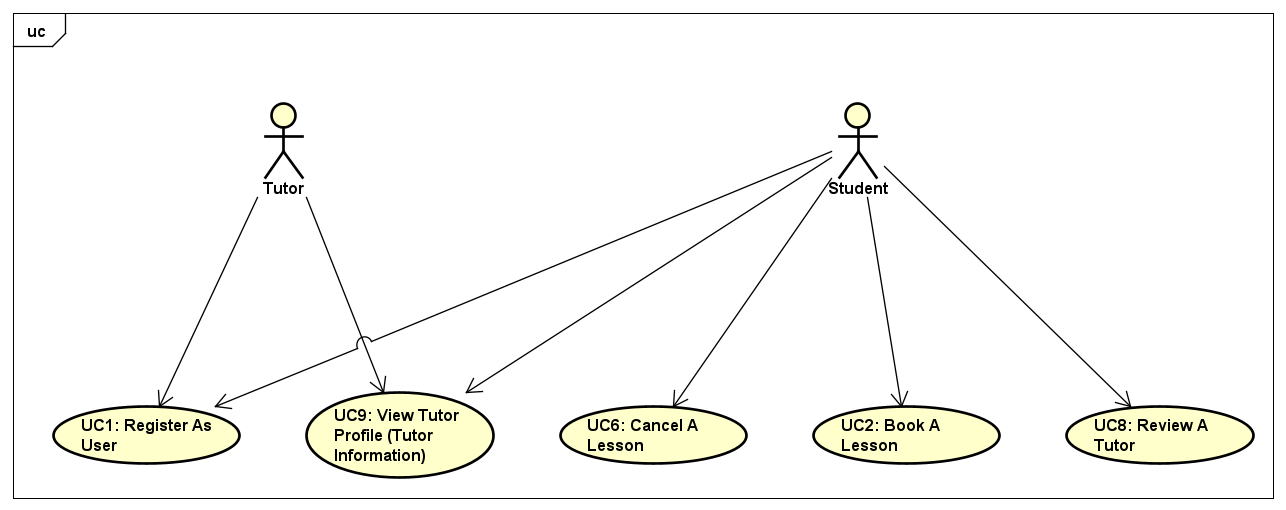 uc
Tutor
Student
UC1: Register As
User
UC9: View Tutor
Profile (Tutor
Information)
UC6: Cancel A
Lesson
UC2: Book A
Lesson
UC8: Review A
Tutor